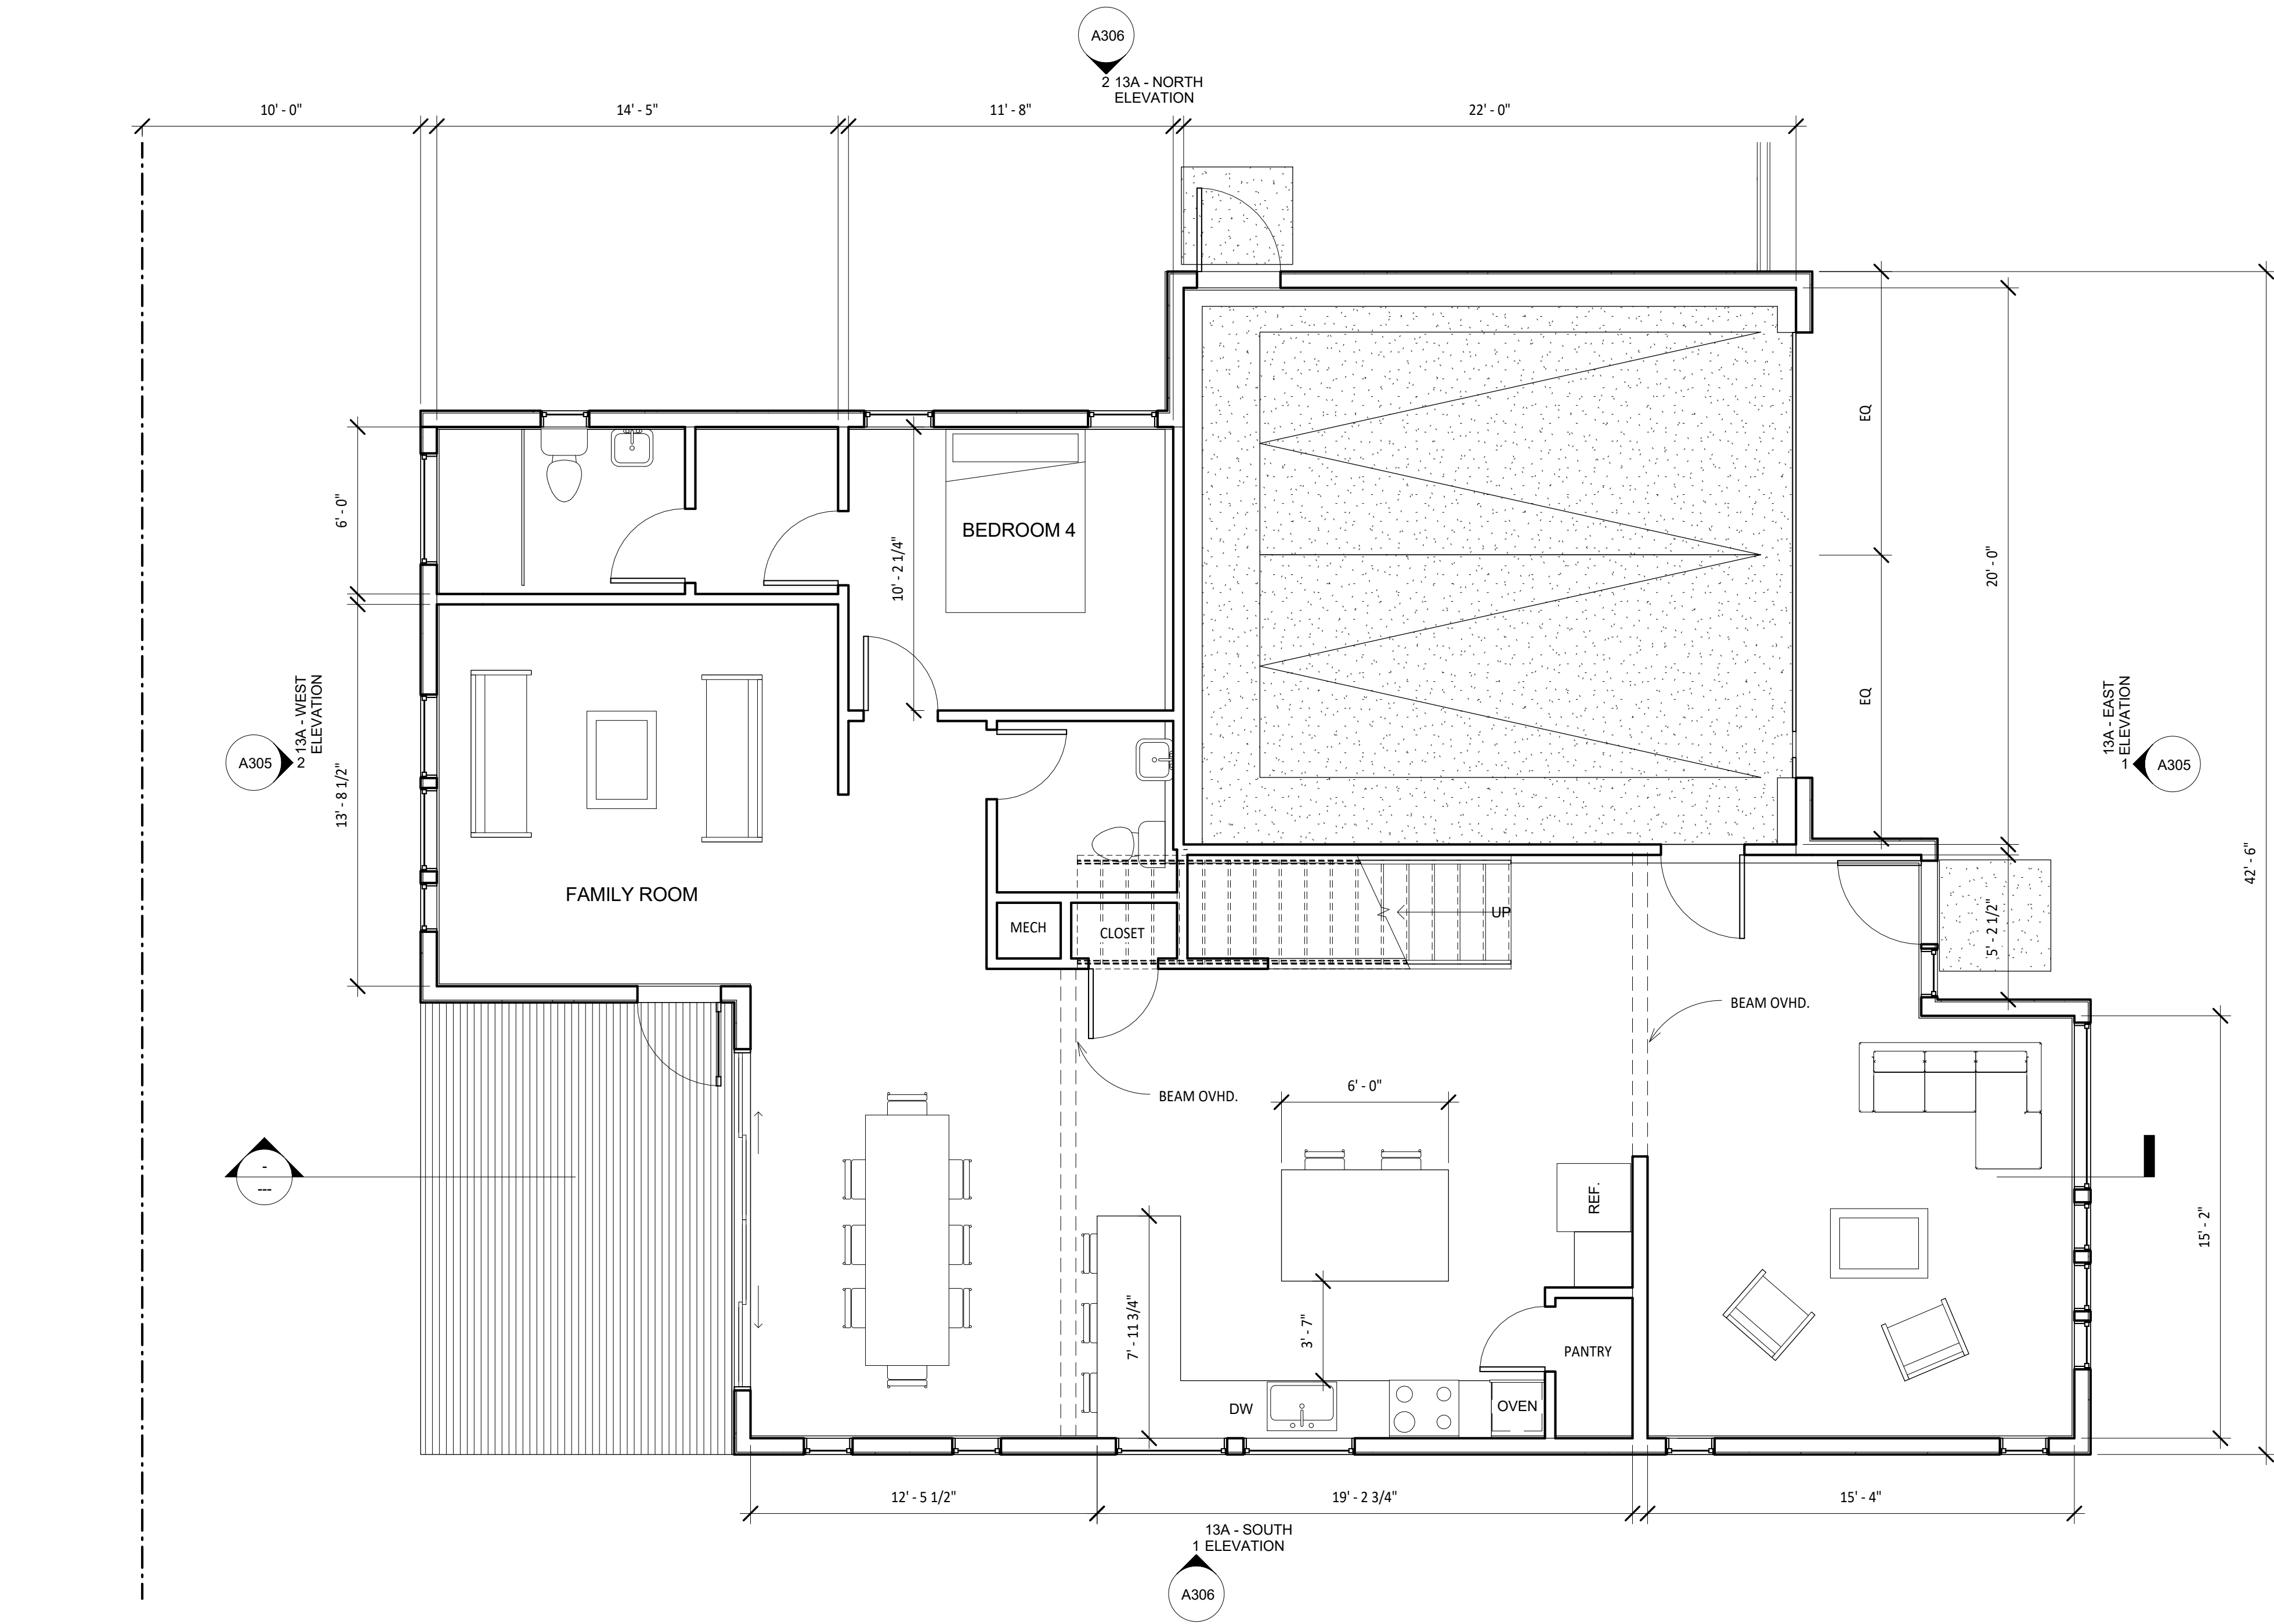 A306
2 13A - NORTH
ELEVATION
10' - 0"
14' - 5"
11' - 8"
22' - 0"
EQ
6' - 0"
BEDROOM 4
10' - 2 1/4"
20' - 0"
EQ
13A - WEST
ELEVATION
2
A305
13A - EAST
ELEVATION
1
A305
13' - 8 1/2"
42' - 6"
FAMILY ROOM
MECH
CLOSET
UP
5' - 2 1/2"
BEAM OVHD.
BEAM OVHD.
6' - 0"
-
---
REF.
15' - 2"
7' - 11 3/4"
3' - 7"
PANTRY
DW
OVEN
12' - 5 1/2"
19' - 2 3/4"
15' - 4"
13A - SOUTH
1 ELEVATION
A306